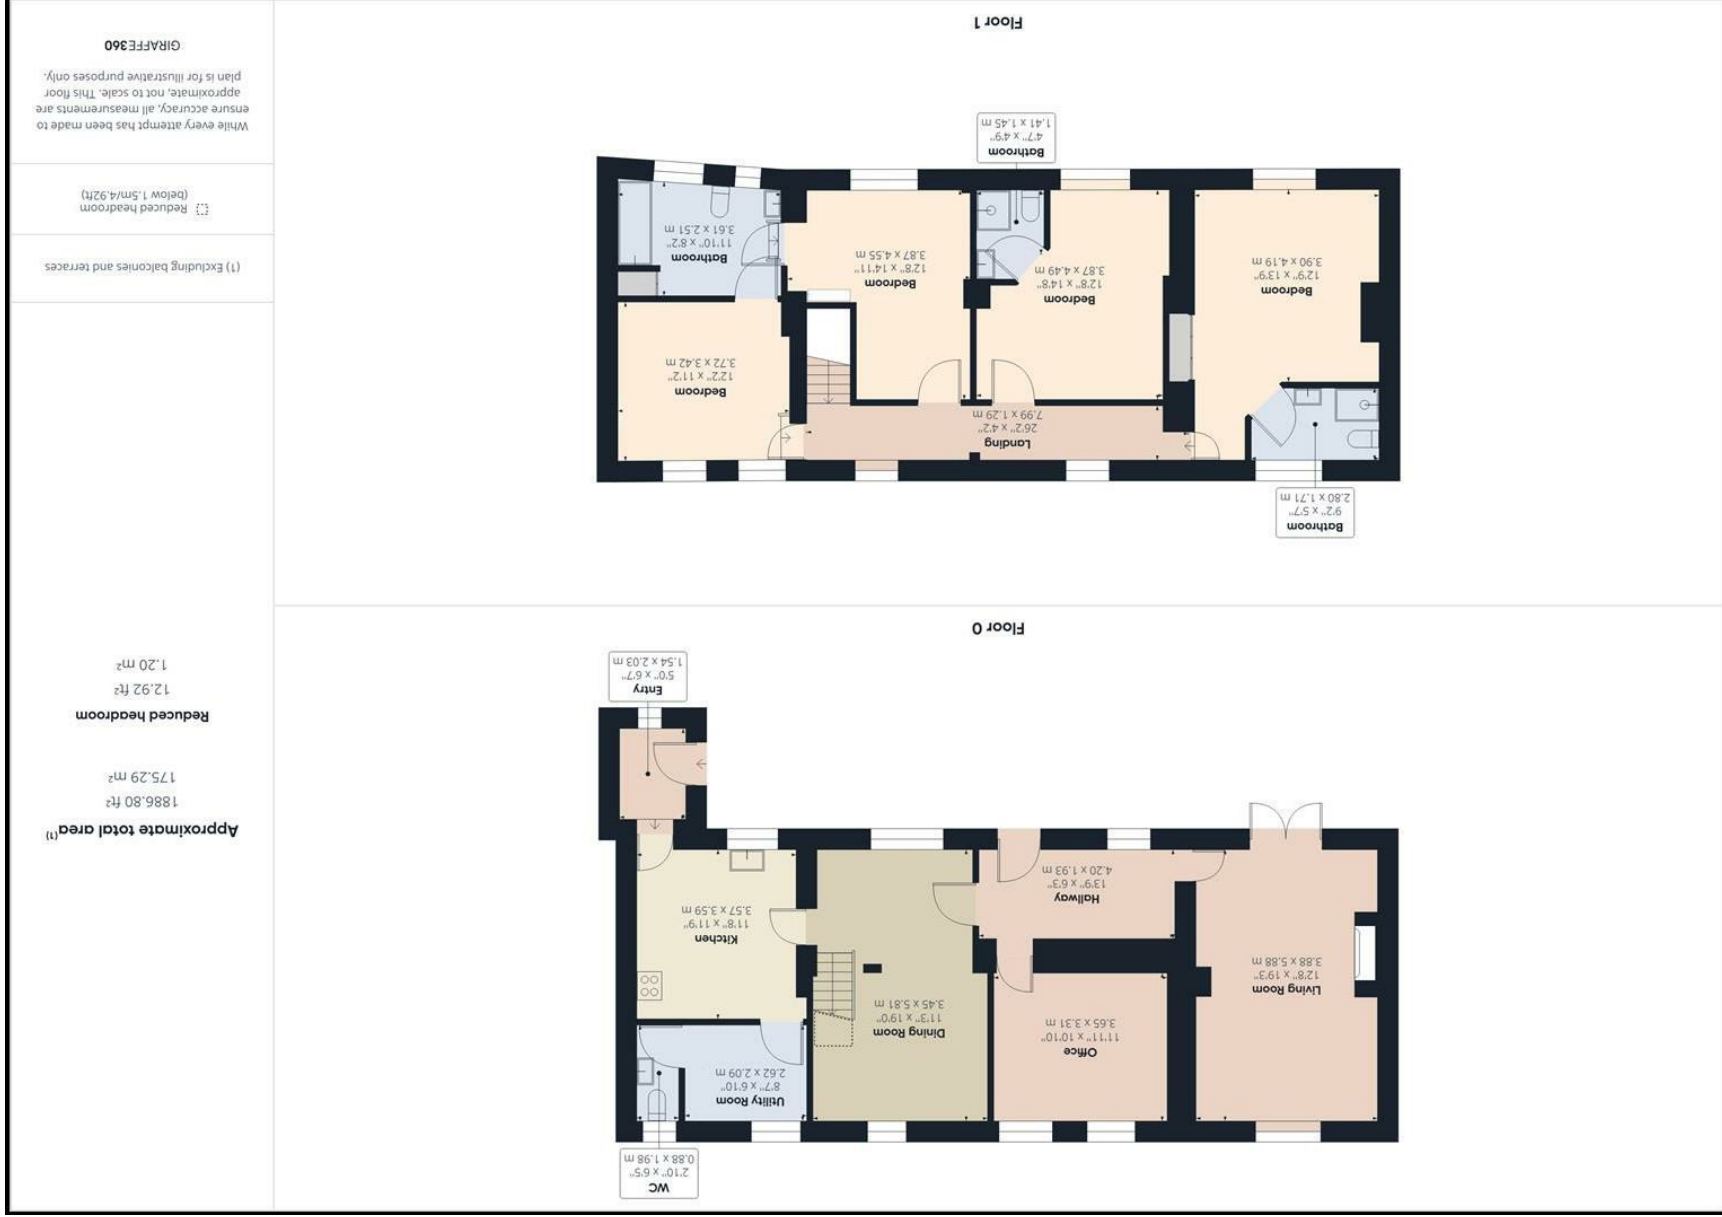 WC
2'10" x 6'5"
0.88 x 1.98 m
Utility Room
8'7" x 6'10"
2.62 x 2.09 m
Office
11'11" x 10'10"
3.65 x 3.31 m
Dining Room
11'3" x 19'0"
3.45 x 5.81 m
Living Room
12'8" x 19'3"
3.88 x 5.88 m
Kitchen
11'8" x 11'9"
3.57 x 3.59 m
Hallway
13'9" x 6'3"
4.20 x 1.93 m
Entry
5'0" x 6'7"
1.54 x 2.03 m
Floor 0
Bathroom
9'2" x 5'7"
2.80 x 1.71 m
Landing
26'2" x 4'2"
7.99 x 1.29 m
Bedroom
12'2" x 11'2"
3.72 x 3.42 m
Bedroom
12'9" x 13'9"
3.90 x 4.19 m
Bedroom
12'8" x 14'8"
3.87 x 4.49 m
Bedroom
12'8" x 14'11"
3.87 x 4.55 m
Bathroom
11'10" x 8'2"
3.61 x 2.51 m
Bathroom
4'7" x 4'9"
1.41 x 1.45 m
Floor 1
Approximate total area(1)
1886.80 ft²
175.29 m²
Reduced headroom
12.92 ft²
1.20 m²
(1) Excluding balconies and terraces
Reduced headroom
(below 1.5m/4.92ft)
While every attempt has been made to
ensure accuracy, all measurements are
approximate, not to scale. This floor
plan is for illustrative purposes only.
GIRAFFE360